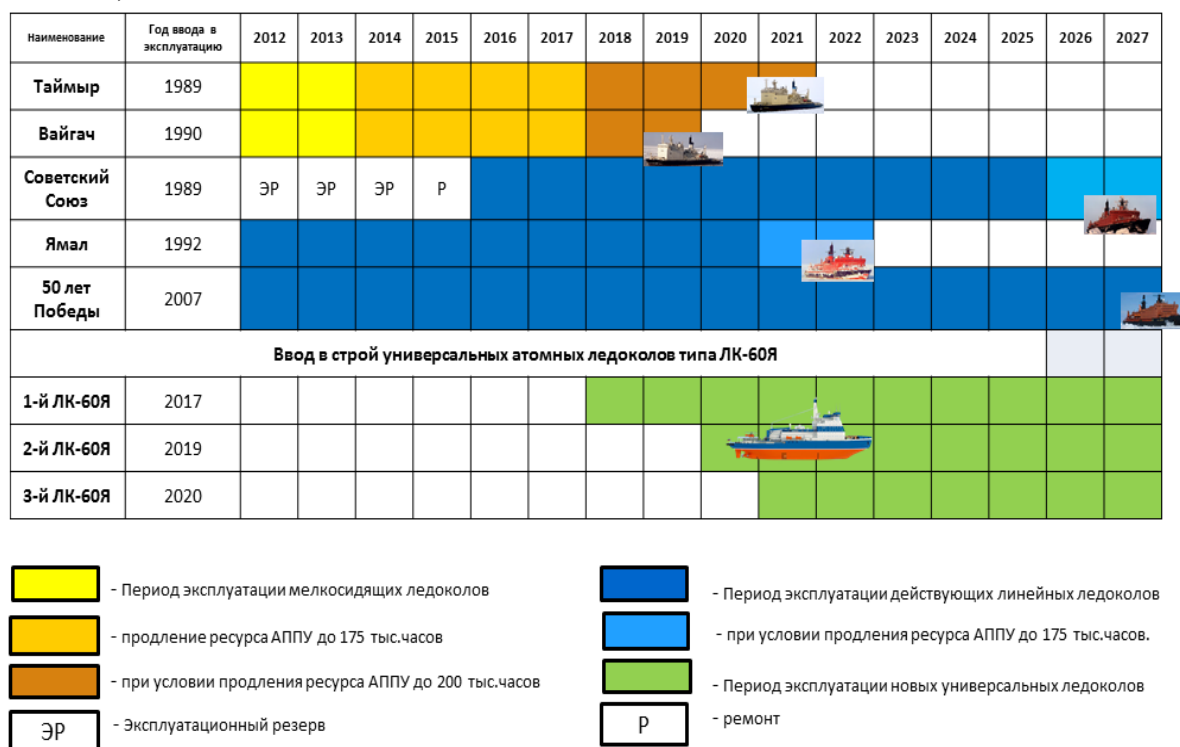 Наименование Год ввода в эксплуатацию 2012 2013 2014 2015 2016 2017 2018 2019 2020 2021 2022 2023 2024 2025 2026 2027
Таймыр 1989
Вайгач 1990
Советский Союз 1989 ЭР ЭР ЭР Р
Ямал 1992
50 лет Победы 2007
Ввод в строй универсальных атомных ледоколов типа ЛК-60Я
1-й ЛК-60Я 2017
2-й ЛК-60Я 2019
3-й ЛК-60Я 2020
- Период эксплуатации мелкосидящих ледоколов
- продление ресурса АППУ до 175 тыс.часов
- при условии продления ресурса АППУ до 200 тыс.часов
ЭР - Эксплуатационный резерв
- Период эксплуатации действующих линейных ледоколов
- при условии продления ресурса АППУ до 175 тыс.часов.
- Период эксплуатации новых универсальных ледоколов
Р - ремонт